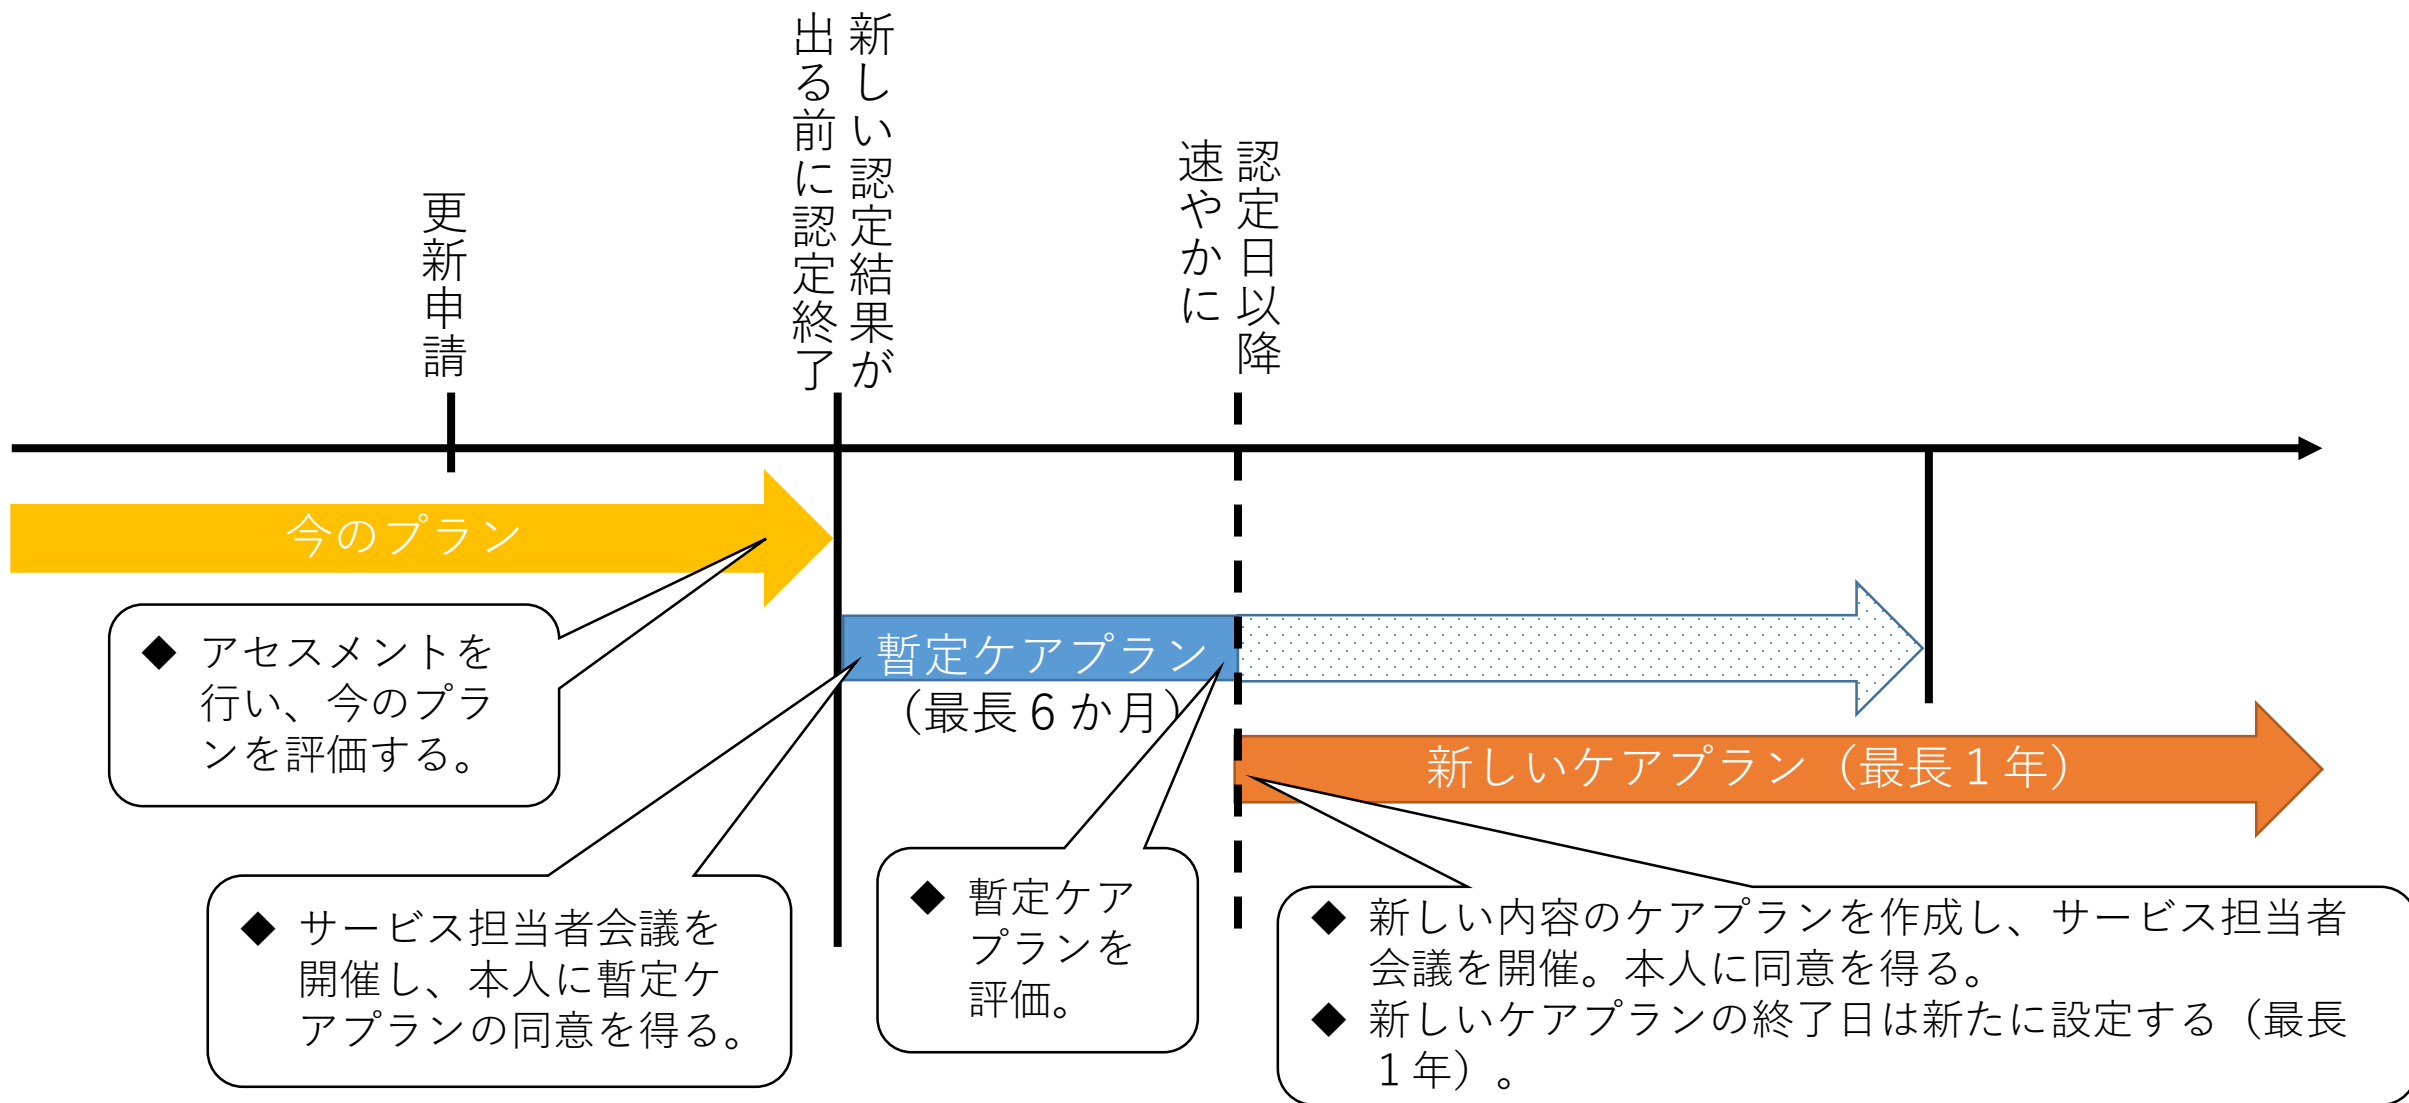 更新申請
新しい認定結果が
出る前に認定終了
認定日以降
速やかに
今のプラン
◆ アセスメントを
行い、今のプラ
ンを評価する。
暫定ケアプラン
（最長６か月）
新しいケアプラン（最長１年）
◆ サービス担当者会議を
開催し、本人に暫定ケ
アプランの同意を得る。
◆ 暫定ケア
プランを
評価。
◆ 新しい内容のケアプランを作成し、サービス担当者
会議を開催。本人に同意を得る。
◆ 新しいケアプランの終了日は新たに設定する（最長
１年）。